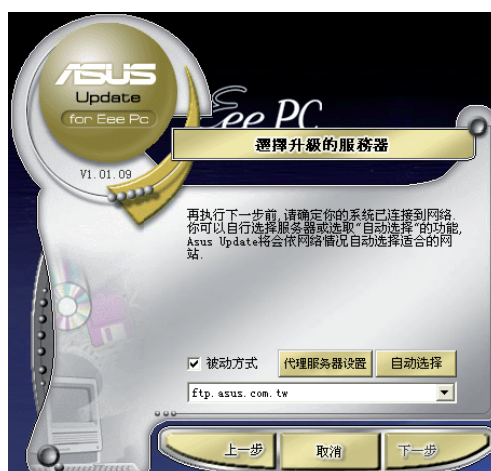 ASUS
Update
for Eee Pc
V1.01.09
Eee PC
選擇升級的服務器
再执行下一步前,请确定你的系统已连接到网络.
你可以自行选择服务器或选取"自动选择"的功能,
Asus Update将会依网络情况自动选择适合的网
站.
被动方式 代理服务器设置 自动选择
ftp.asus.com.tw
上一步 取消 下一步